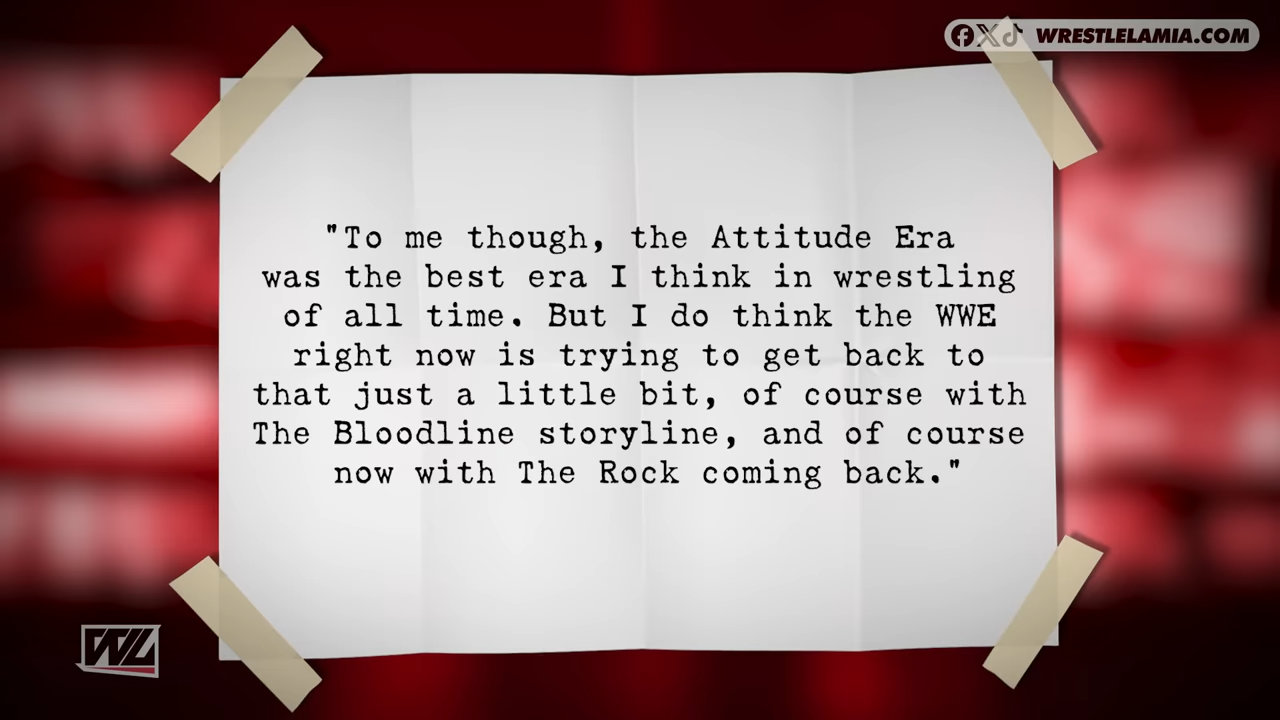 WRESTLELAMIA.COM
"To me though, the Attitude Era
was the best era I think in wrestling
of all time. But I do think the WWE
right now is trying to get back to
that just a little bit, of course with
The Bloodline storyline, and of course
now with The Rock coming back."
WL